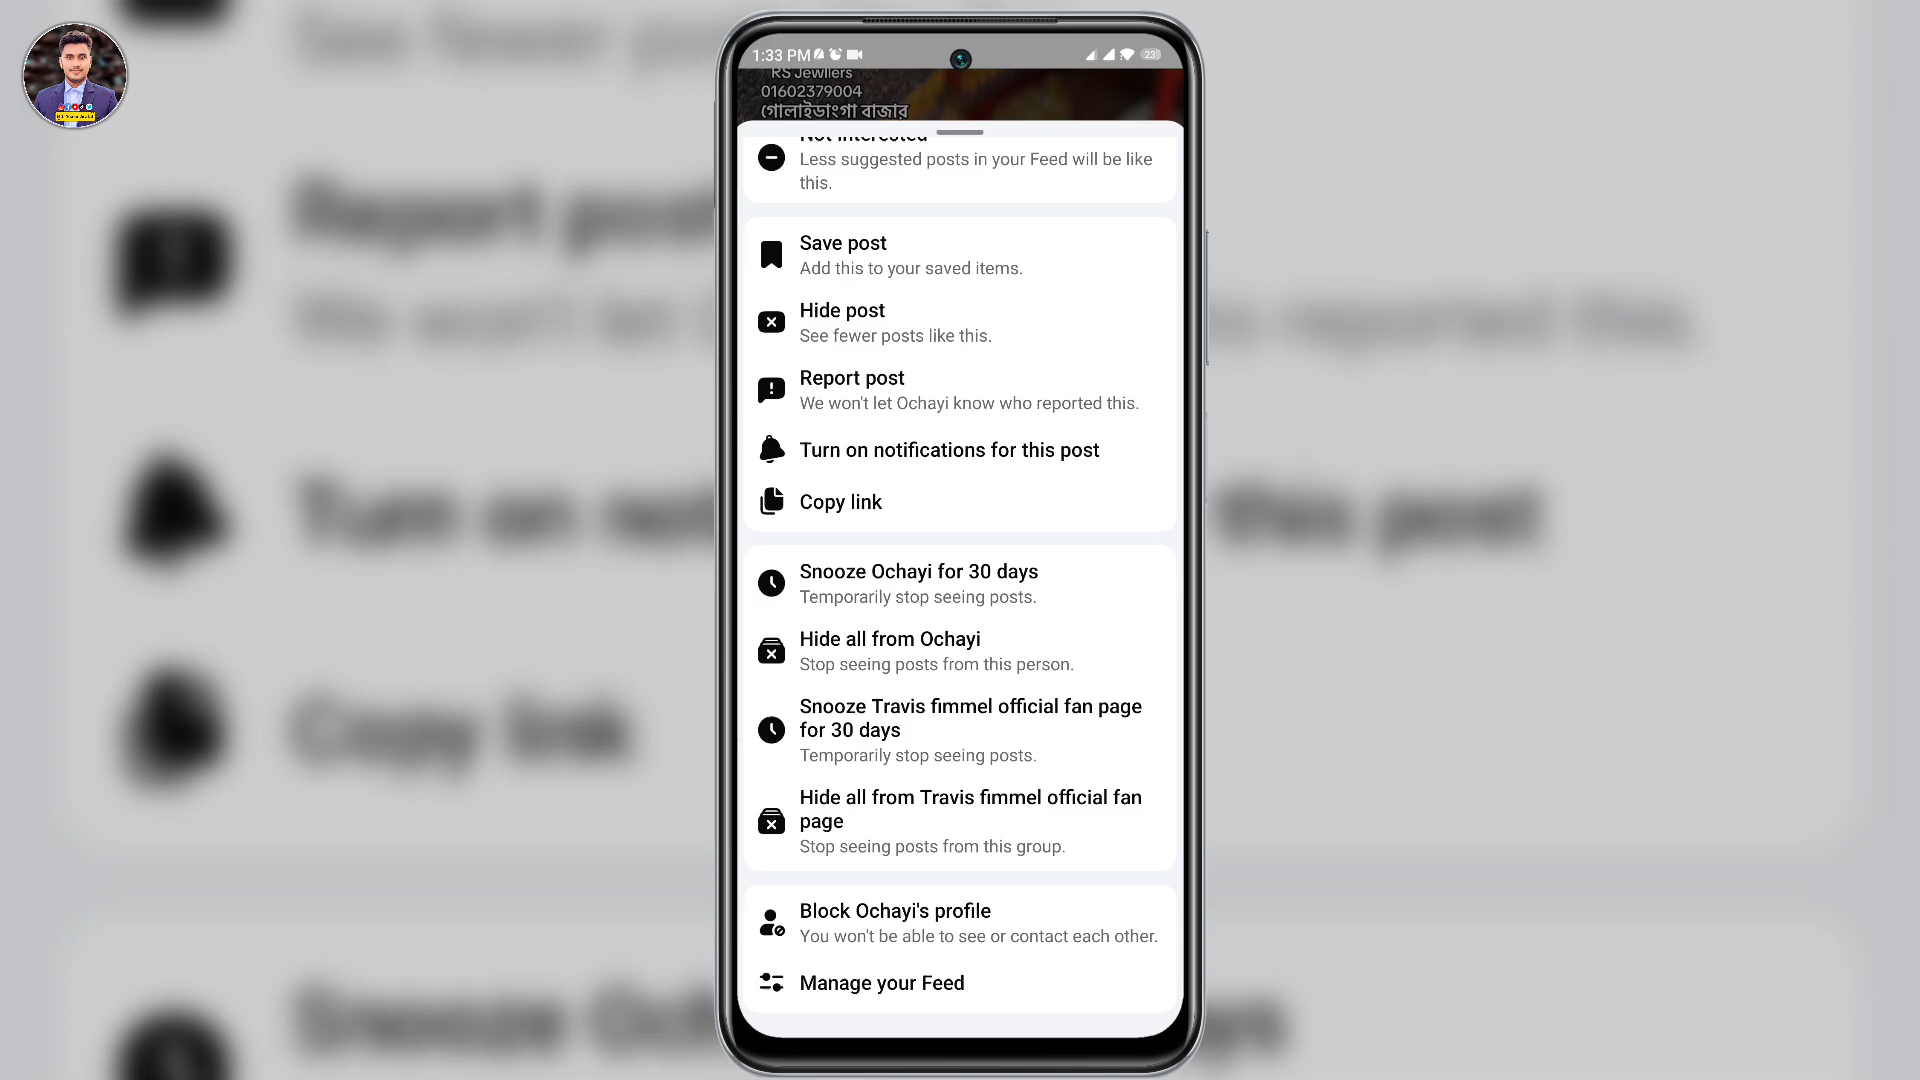 1:33 PM
23
RS Jewllers
01602379004
গোলাইডাংগা বাজার
Not interested
Less suggested posts in your Feed will be like
this.
Save post
Add this to your saved items.
Hide post
See fewer posts like this.
Report post
We won't let Ochayi know who reported this.
Turn on notifications for this post
Copy link
Snooze Ochayi for 30 days
Temporarily stop seeing posts.
Hide all from Ochayi
Stop seeing posts from this person.
Snooze Travis fimmel official fan page
for 30 days
Temporarily stop seeing posts.
Hide all from Travis fimmel official fan
page
Stop seeing posts from this group.
Block Ochayi's profile
You won't be able to see or contact each other.
Manage your Feed